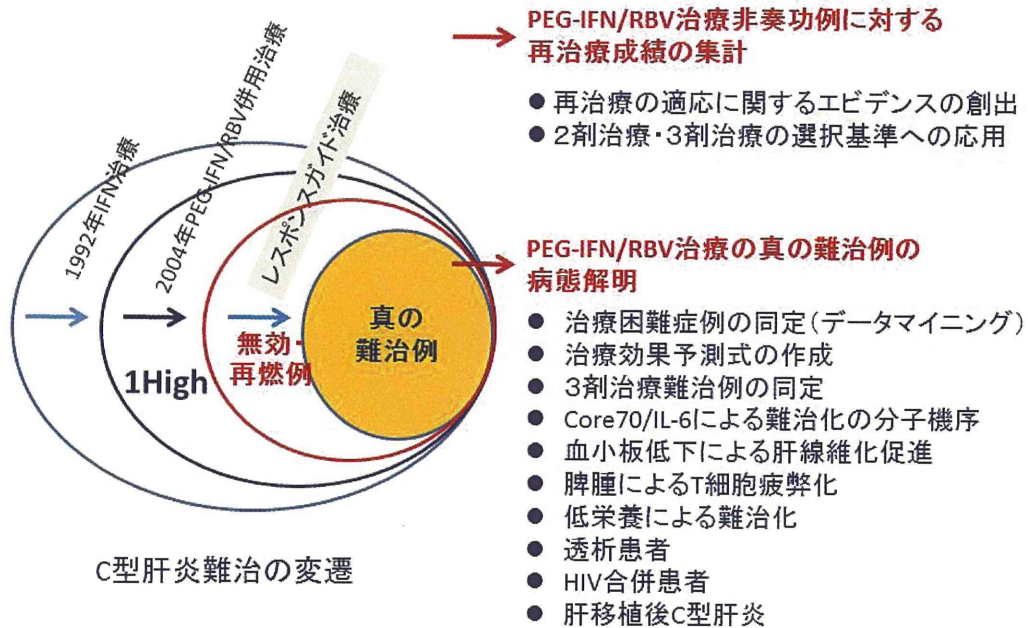 PEG-IFN/RBV治療非奏功例に対する
再治療成績の集計
● 再治療の適応に関するエビデンスの創出
● 2剤治療・3剤治療の選択基準への応用
1992年IFN治療
2004年PEG-IFN/RBV併用治療
レスポンスガイド治療
1High
無効・
再燃例
真の
難治例
C型肝炎難治の変遷
PEG-IFN/RBV治療の真の難治例の
病態解明
● 治療困難症例の同定(データマイニング)
● 治療効果予測式の作成
● 3剤治療難治例の同定
● Core70/IL-6による難治化の分子機序
● 血小板低下による肝線維化促進
● 脾腫によるT細胞疲弊化
● 低栄養による難治化
● 透析患者
● HIV合併患者
● 肝移植後C型肝炎